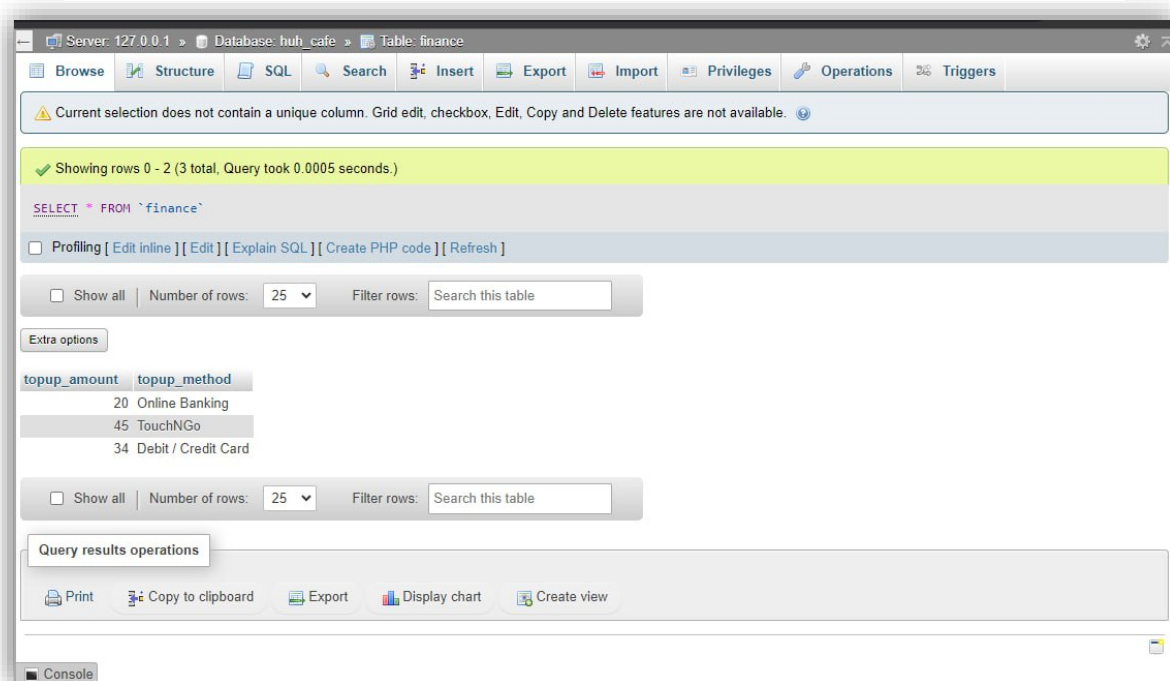 Server: 127.0.0.1 » Database: huh_cafe » Table: finance
Browse Structure SQL Search Insert Export Import Privileges Operations Triggers
Current selection does not contain a unique column. Grid edit, checkbox, Edit, Copy and Delete features are not available.
Showing rows 0 - 2 (3 total, Query took 0.0005 seconds.)
SELECT * FROM `finance`
Profiling [ Edit inline ] [ Edit ] [ Explain SQL ] [ Create PHP code ] [ Refresh ]
Show all | Number of rows: 25 Filter rows: Search this table
Extra options
topup_amount topup_method
20 Online Banking
45 TouchNGo
34 Debit / Credit Card
Show all | Number of rows: 25 Filter rows: Search this table
Query results operations
Print Copy to clipboard Export Display chart Create view
Console